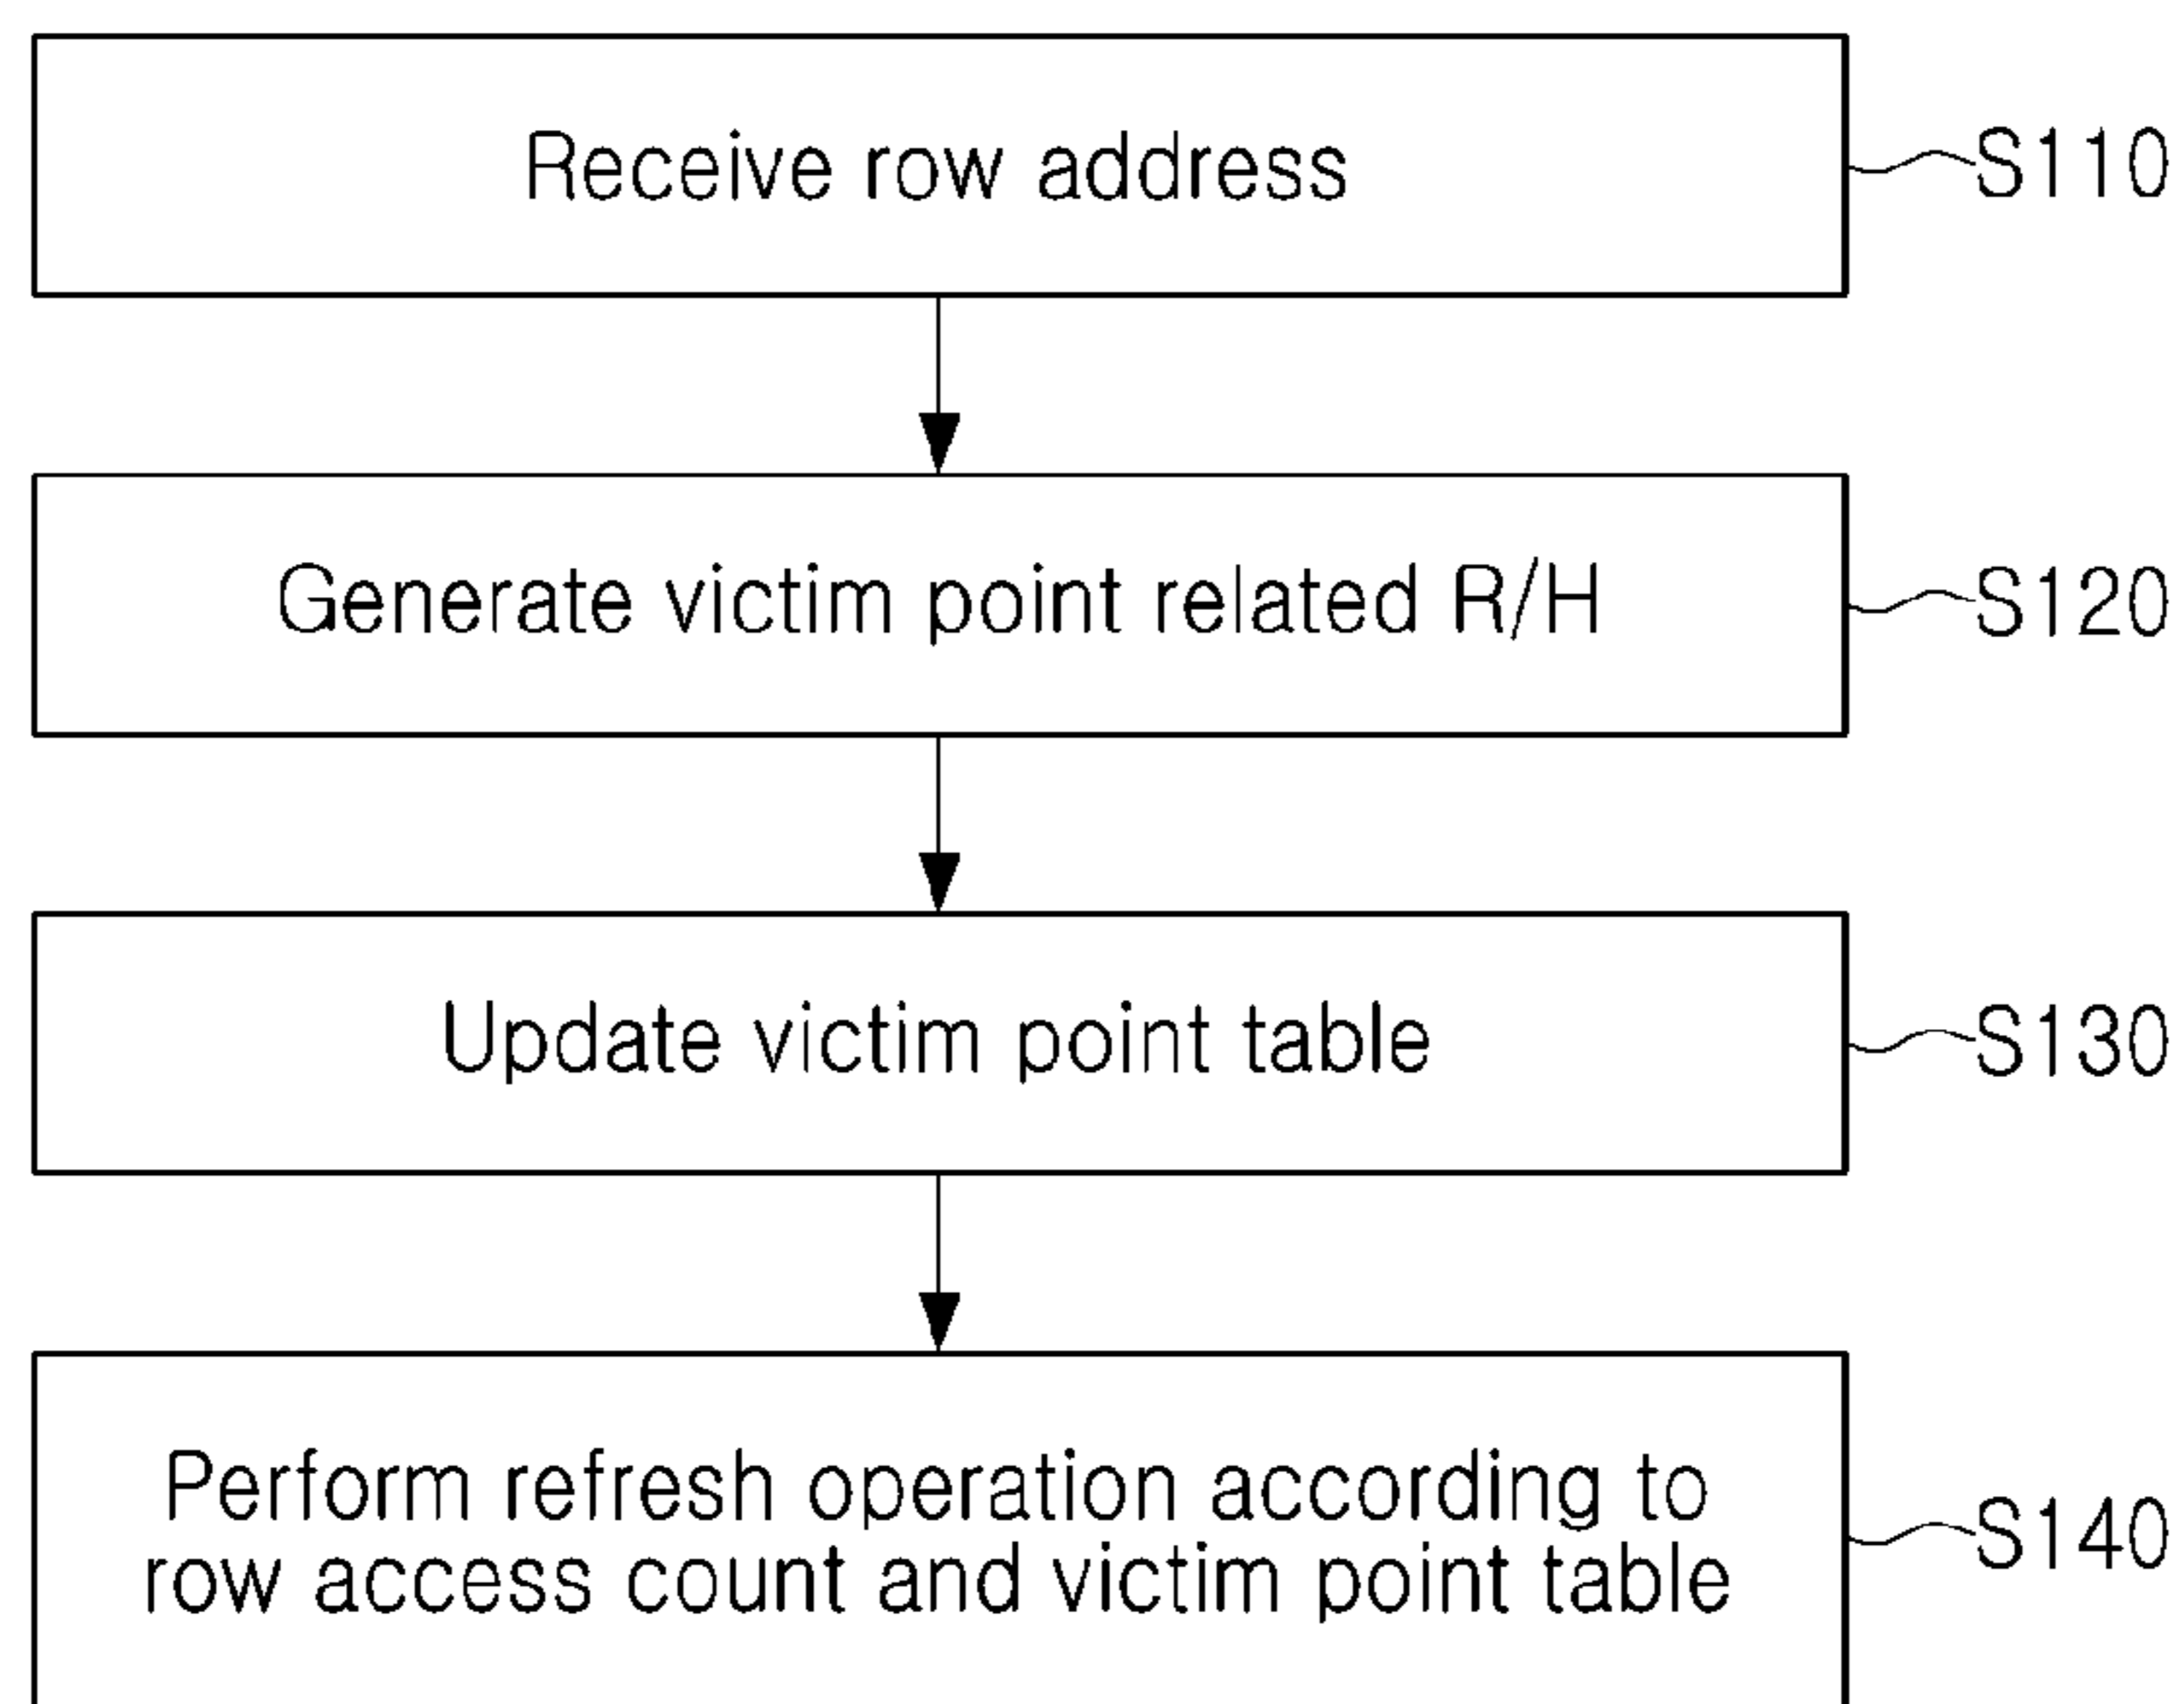 Receive row address
S110
Generate victim point related R/H
S120
Update victim point table
S130
Perform refresh operation according to
row access count and victim point table
S140